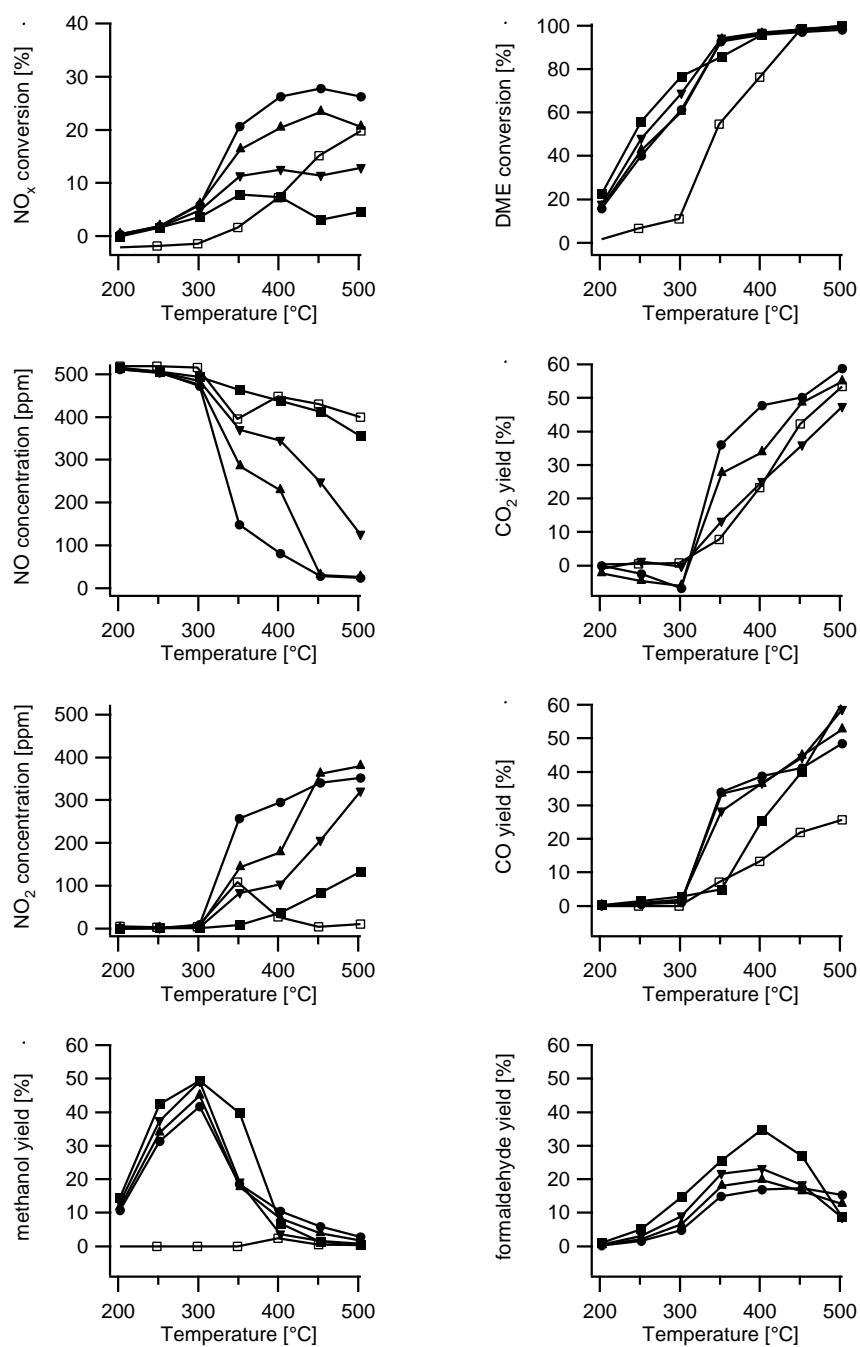 NOx conversion [%]
40
30
20
10
0
200 300 400 500
Temperature [°C]
DME conversion [%]
100
80
60
40
20
0
200 300 400 500
Temperature [°C]
NO concentration [ppm]
500
400
300
200
100
0
200 300 400 500
Temperature [°C]
CO2 yield [%]
60
50
40
30
20
10
0
200 300 400 500
Temperature [°C]
NO2 concentration [ppm]
500
400
300
200
100
0
200 300 400 500
Temperature [°C]
CO yield [%]
60
50
40
30
20
10
0
200 300 400 500
Temperature [°C]
methanol yield [%]
60
50
40
30
20
10
0
200 300 400 500
Temperature [°C]
formaldehyde yield [%]
60
50
40
30
20
10
0
200 300 400 500
Temperature [°C]